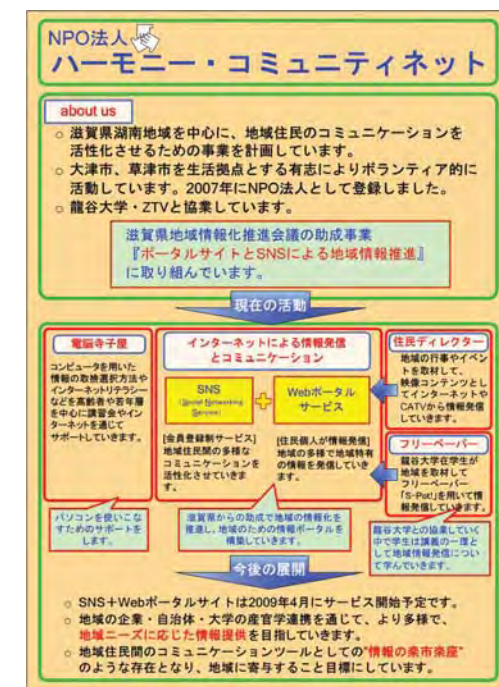 NPO法人
ハーモニー・コミュニティネット
about us
○ 滋賀県湖南地域を中心に、地域住民のコミュニケーションを
活性化させるための事業を計画しています。
○ 大津市、草津市を生活拠点とする有志によりボランティア的に
活動しています。2007年にNPO法人として登録しました。
○ 龍谷大学・ZTVと協業しています。
滋賀県地域情報化推進会議の助成事業
『ポータルサイトとSNSによる地域情報推進』
に取り組んでいます。
現在の活動
電脳寺子屋
コンピュータを用いた
情報の取捨選択方法や
インターネットリテラシー
などを高齢者や若年層
を中心に講習会やイン
ターネットを通じて
サポートしていきます。
パソコンを使いこな
すためのサポートを
します。
インターネットによる情報発信
とコミュニケーション
SNS
(Social Networking
Service)
Webポータル
サービス
[会員登録制サービス]
地域住民間の多様な
コミュニケーションを
活性化させていきま
す。
[住民個人が情報発信]
地域の多様で地域特有
の情報を発信していき
ます。
滋賀県からの助成で地域の情報化を
推進し、地域のための情報ポータルを
構築していきます。
住民ディレクター
地域の行事やイベン
トを取材して、
映像コンテンツとし
てインターネットや
CATVから情報発信
していきます。
フリーペーパー
龍谷大学在学生が
地域を取材して
フリーペーパー
「S-Pot!」を用いて情
報発信していきます。
龍谷大学との協業していく
中で学生は講義の一環と
して地域情報発信につい
て学んでいきます。
今後の展開
○ SNS+Webポータルサイトは2009年4月にサービス開始予定です。
○ 地域の企業・自治体・大学の産官学連携を通じて、より多様で、
地域ニーズに応じた情報提供を目指していきます。
○ 地域住民間のコミュニケーションツールとしての"情報の楽市楽座"
のような存在となり、地域に寄与すること目標にしています。